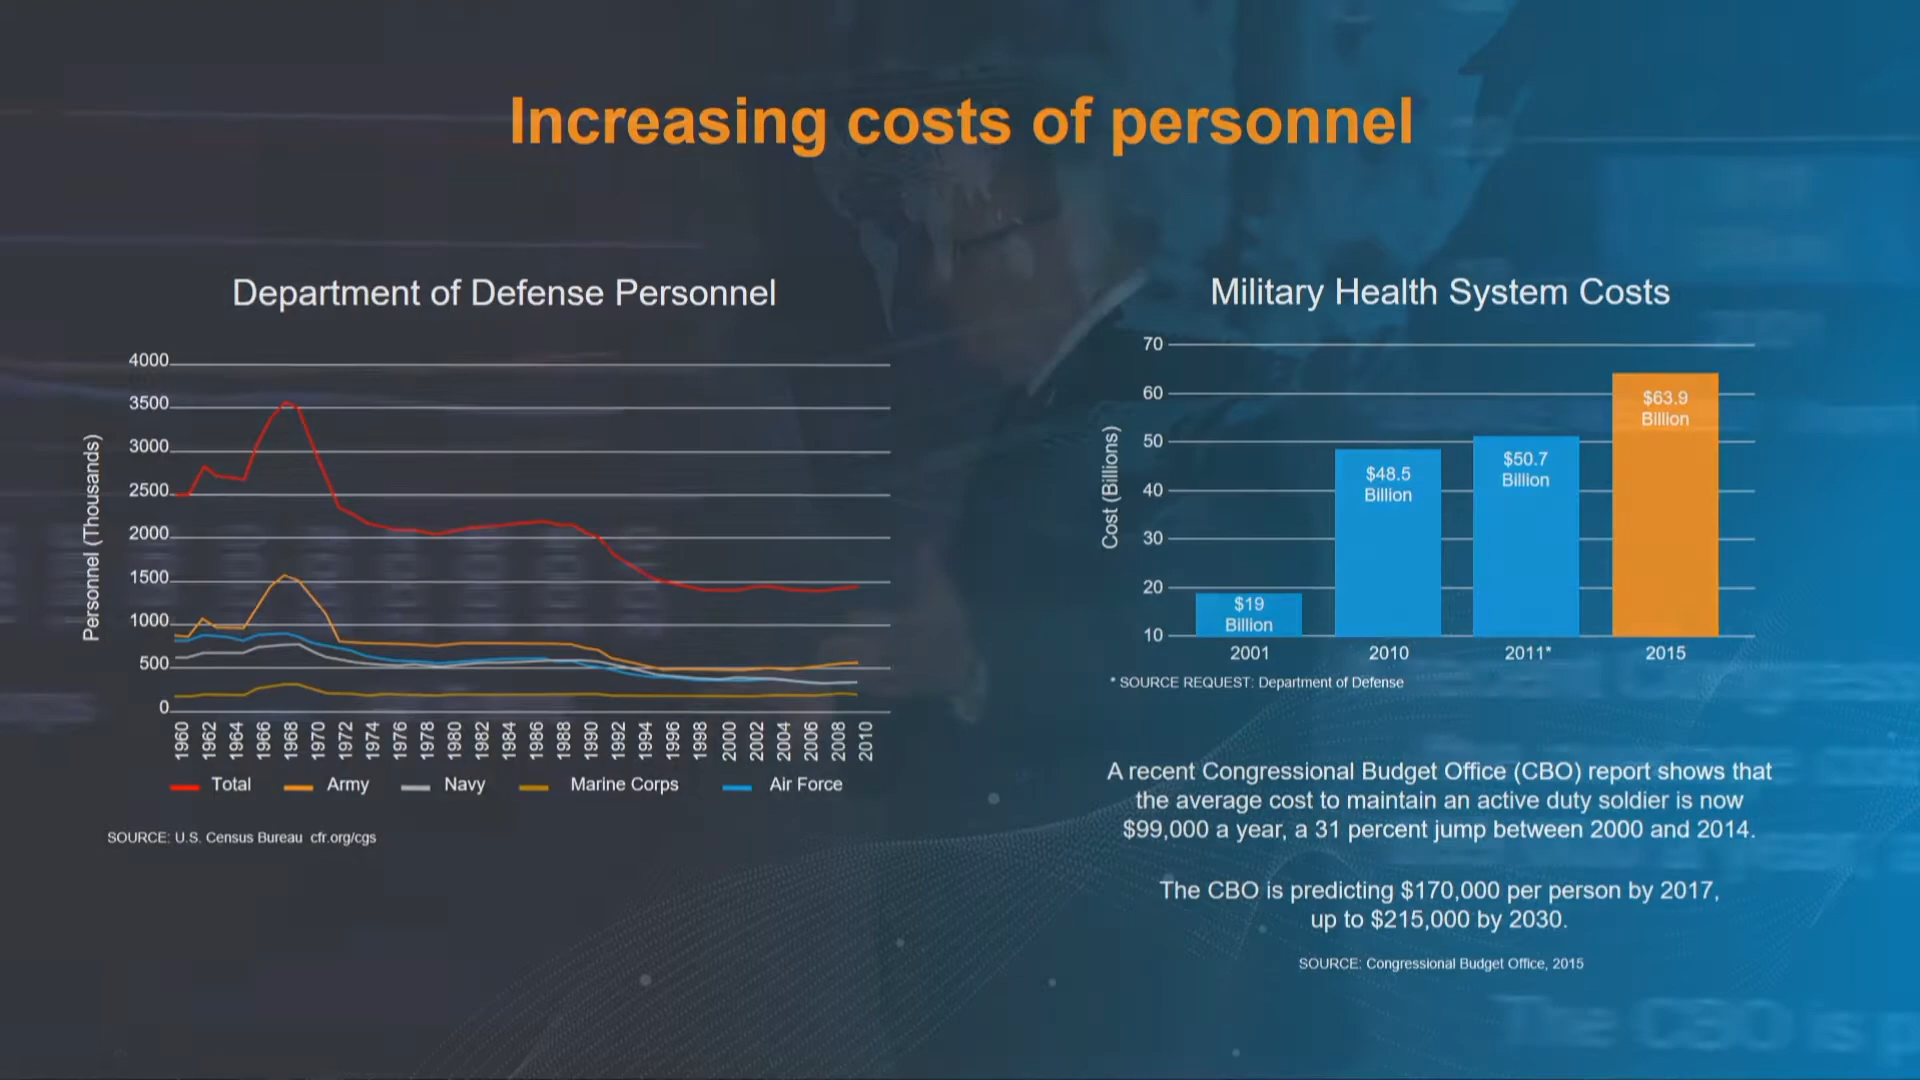 Increasing costs of personnel
Department of Defense Personnel
4000
3500
3000
2500
2000
1500
1000
500
0
Personnel (Thousands)
1960 1962 1964 1966 1968 1970 1972 1974 1976 1978 1980 1982 1984 1986 1988 1990 1992 1994 1996 1998 2000 2002 2004 2006 2008 2010
Total Army Navy Marine Corps Air Force
SOURCE: U.S. Census Bureau cfr.org/cgs
Military Health System Costs
70
60
50
40
30
20
10
Cost (Billions)
$19
Billion
$48.5
Billion
$50.7
Billion
$63.9
Billion
2001 2010 2011* 2015
* SOURCE REQUEST: Department of Defense
A recent Congressional Budget Office (CBO) report shows that
the average cost to maintain an active duty soldier is now
$99,000 a year, a 31 percent jump between 2000 and 2014.
The CBO is predicting $170,000 per person by 2017,
up to $215,000 by 2030.
SOURCE: Congressional Budget Office, 2015
The CBO is p